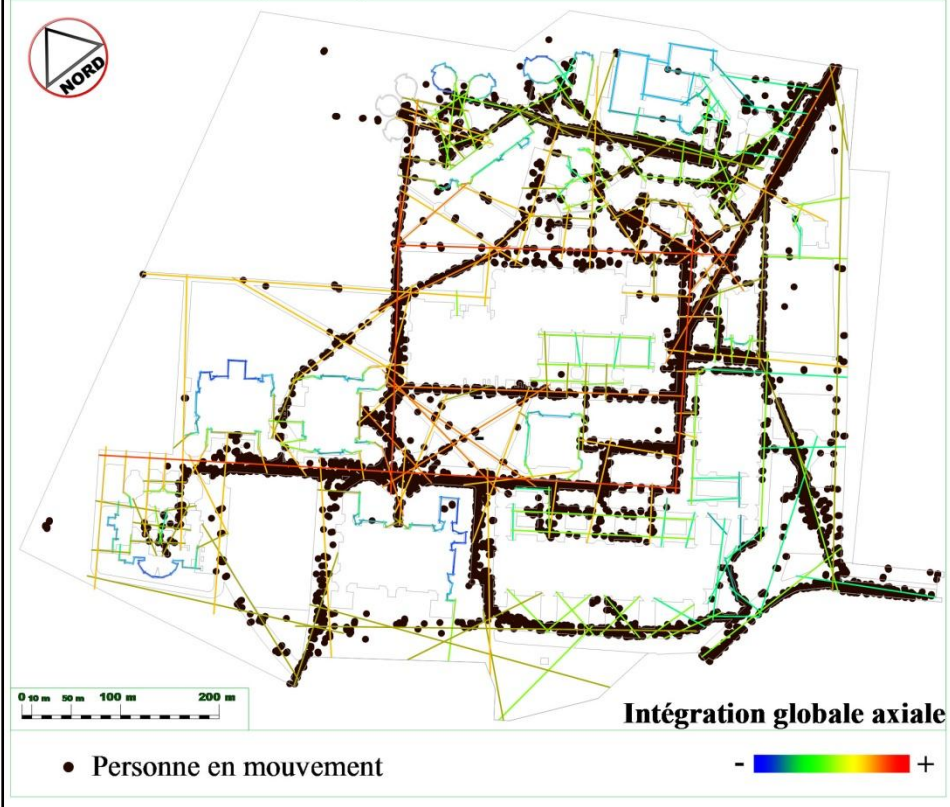 NORD
0 10 m 50 m 100 m 200 m
Intégration globale axiale
● Personne en mouvement
- +